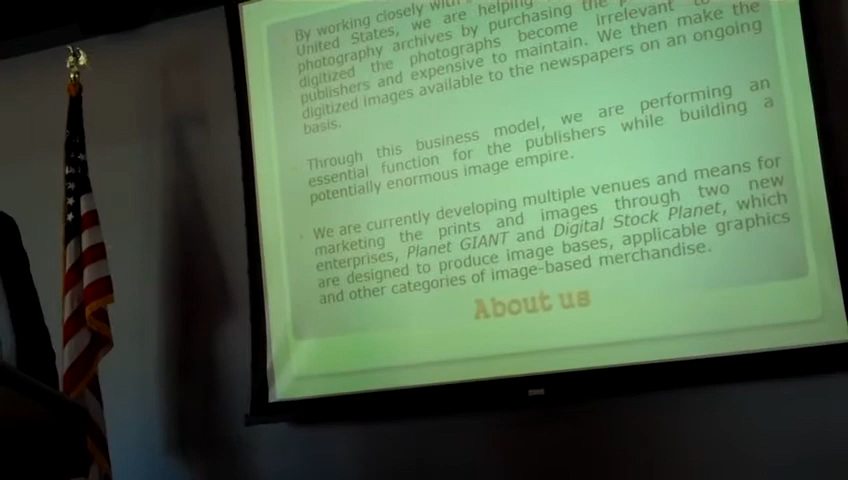 By working closely with
United States, we are helping
photography archives by purchasing the
digitized the photographs become irrelevant to
publishers and expensive to maintain. We then make the
digitized images available to the newspapers on an ongoing
basis.
Through this business model, we are performing an
essential function for the publishers while building a
potentially enormous image empire.
We are currently developing multiple venues and means for
marketing the prints and images through two new
enterprises, Planet GIANT and Digital Stock Planet, which
are designed to produce image bases, applicable graphics
and other categories of image-based merchandise.
About us